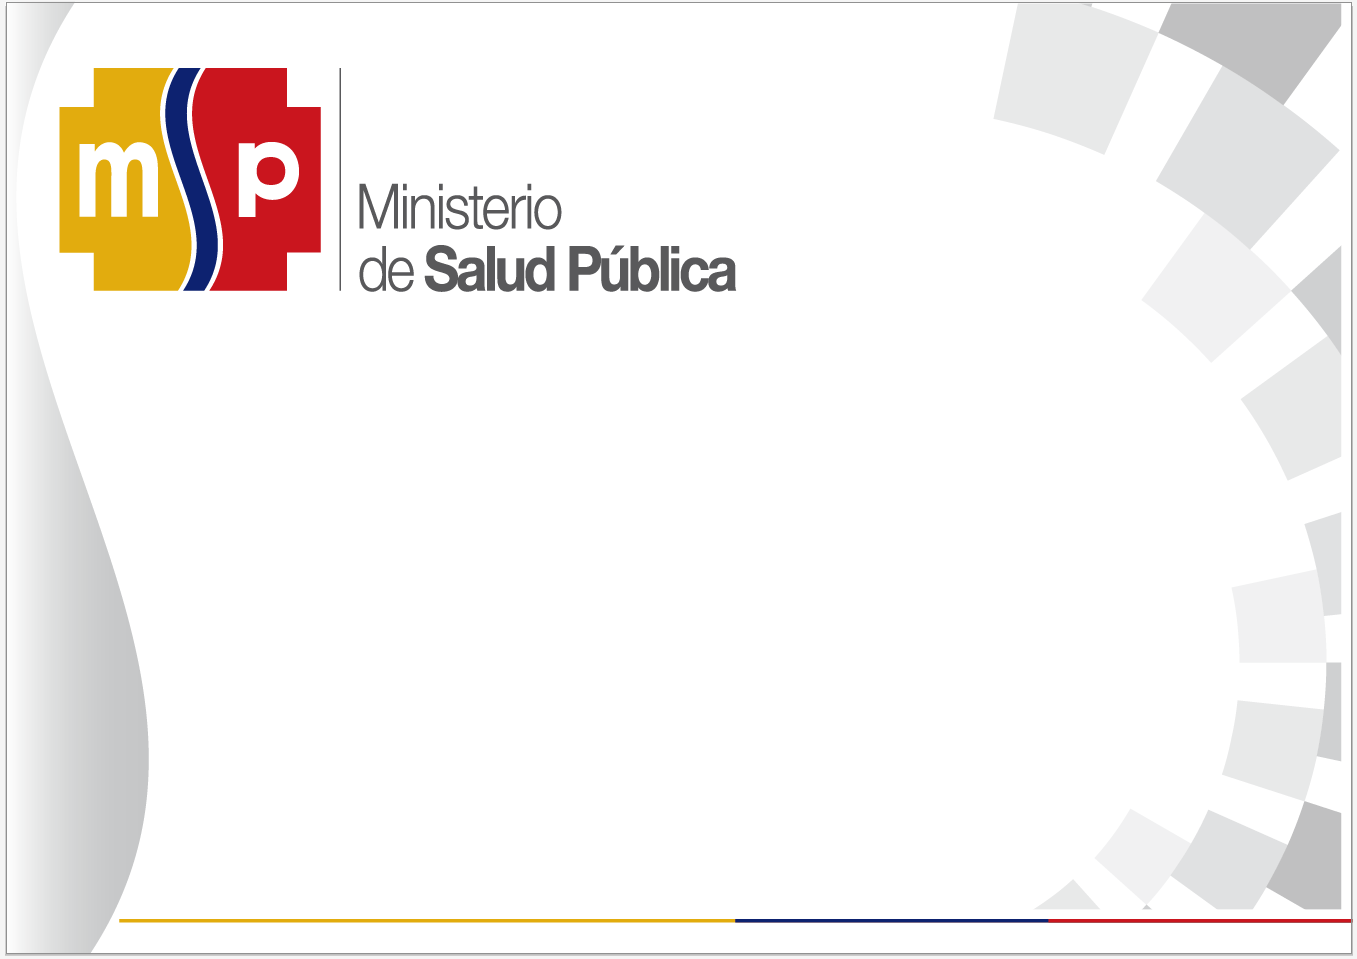 msp
Ministerio
de Salud Pública